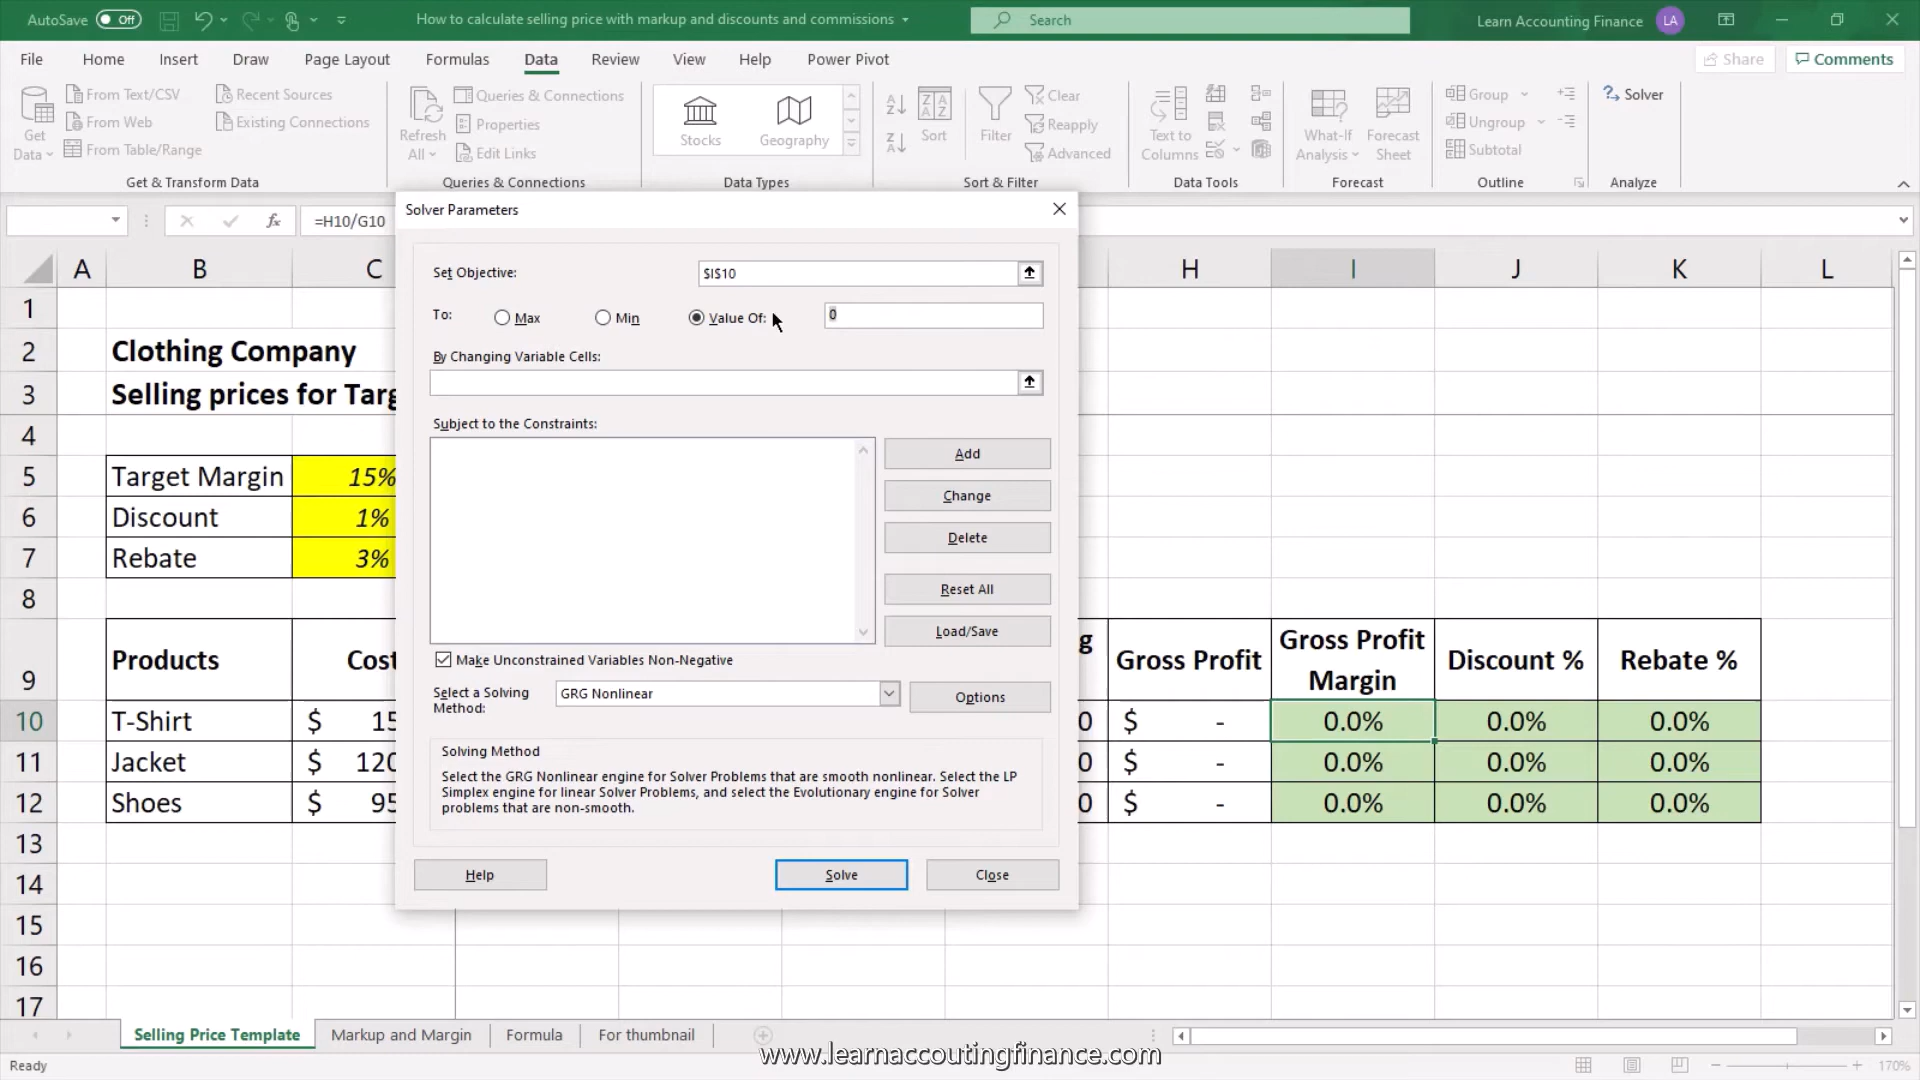 AutoSave Off How to calculate selling price with markup and discounts and commissions Search Learn Accounting Finance LA
File Home Insert Draw Page Layout Formulas Data Review View Help Power Pivot Share Comments
Get Data From Text/CSV From Web From Table/Range Recent Sources Existing Connections
Get & Transform Data
Refresh All Queries & Connections Properties Edit Links
Queries & Connections
Stocks Geography
Data Types
Sort Filter Clear Reapply Advanced
Sort & Filter
Text to Columns
Data Tools
What-If Analysis Forecast Sheet
Forecast
Group Ungroup Subtotal
Outline
Solver
Analyze
fx =H10/G10
A B C H I J K L
1
2 Clothing Company
3 Selling prices for Targ
4
5 Target Margin 15%
6 Discount 1%
7 Rebate 3%
8
9 Products Cost g Gross Profit Gross Profit Margin Discount % Rebate %
10 T-Shirt $ 15 0 $ - 0.0% 0.0% 0.0%
11 Jacket $ 120 0 $ - 0.0% 0.0% 0.0%
12 Shoes $ 95 0 $ - 0.0% 0.0% 0.0%
13
14
15
16
17
Solver Parameters
Set Objective: $I$10
To: Max Min Value Of: 0
By Changing Variable Cells:
Subject to the Constraints:
Add
Change
Delete
Reset All
Load/Save
Make Unconstrained Variables Non-Negative
Select a Solving Method: GRG Nonlinear Options
Solving Method
Select the GRG Nonlinear engine for Solver Problems that are smooth nonlinear. Select the LP
Simplex engine for linear Solver Problems, and select the Evolutionary engine for Solver
problems that are non-smooth.
Help Solve Close
Selling Price Template Markup and Margin Formula For thumbnail
www.learnaccoutingfinance.com
Ready 170%